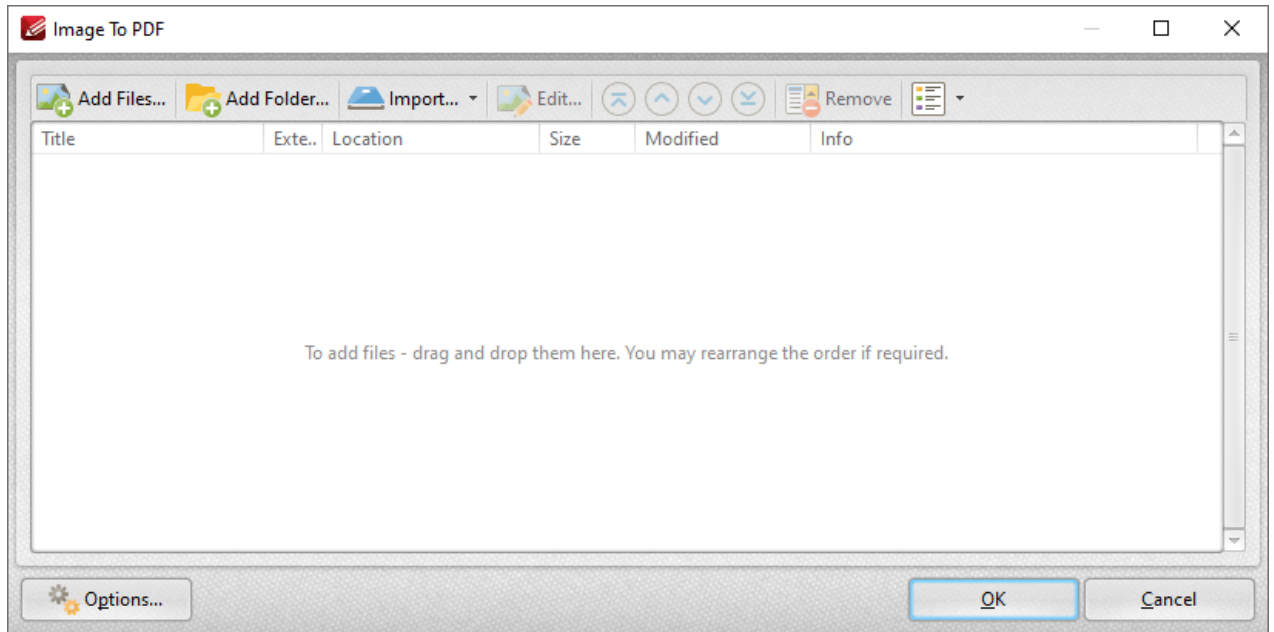 Image To PDF
Add Files... Add Folder... Import... Edit... Remove
Title Exte.. Location Size Modified Info
To add files - drag and drop them here. You may rearrange the order if required.
Options... OK Cancel